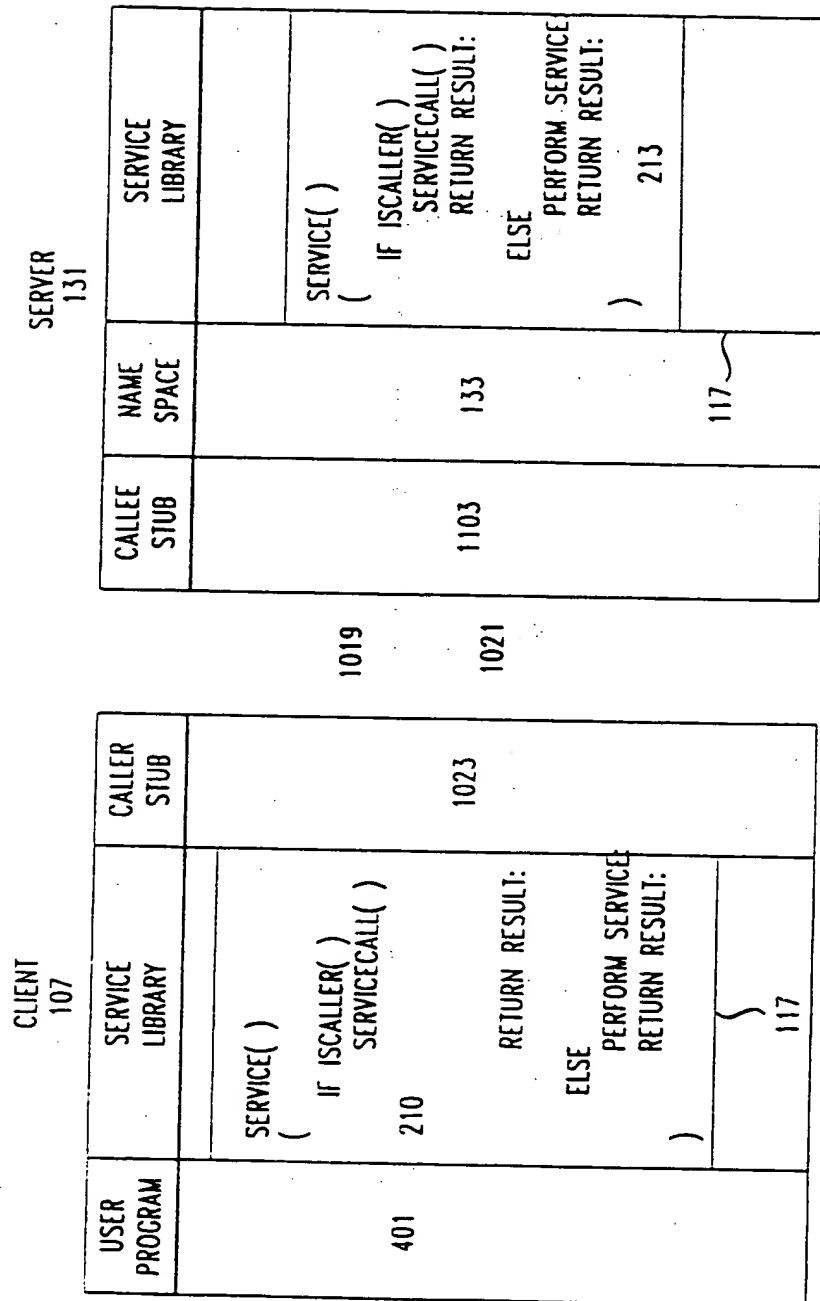 CLIENT
107
USER
PROGRAM
SERVICE
LIBRARY
CALLER
STUB
401
SERVICE( )
(
IF ISCALLER( )
210
SERVICECALL( )
RETURN RESULT:
ELSE
PERFORM SERVICE:
RETURN RESULT:
)
117
1023
1019
1021
SERVER
131
CALLEE
STUB
NAME
SPACE
SERVICE
LIBRARY
1103
133
SERVICE( )
(
IF ISCALLER( )
SERVICECALL( )
RETURN RESULT:
ELSE
PERFORM SERVICE:
RETURN RESULT:
)
213
117